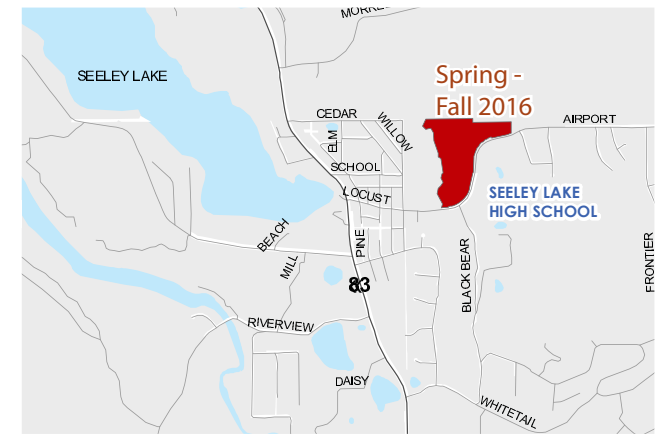 SEELEY LAKE
Spring -
Fall 2016
CEDAR
WILLOW
AIRPORT
ELM
SCHOOL
LOCUST
SEELEY LAKE
HIGH SCHOOL
BEACH
PINE
MILL
83
BLACK BEAR
FRONTIER
RIVERVIEW
DAISY
WHITETAIL